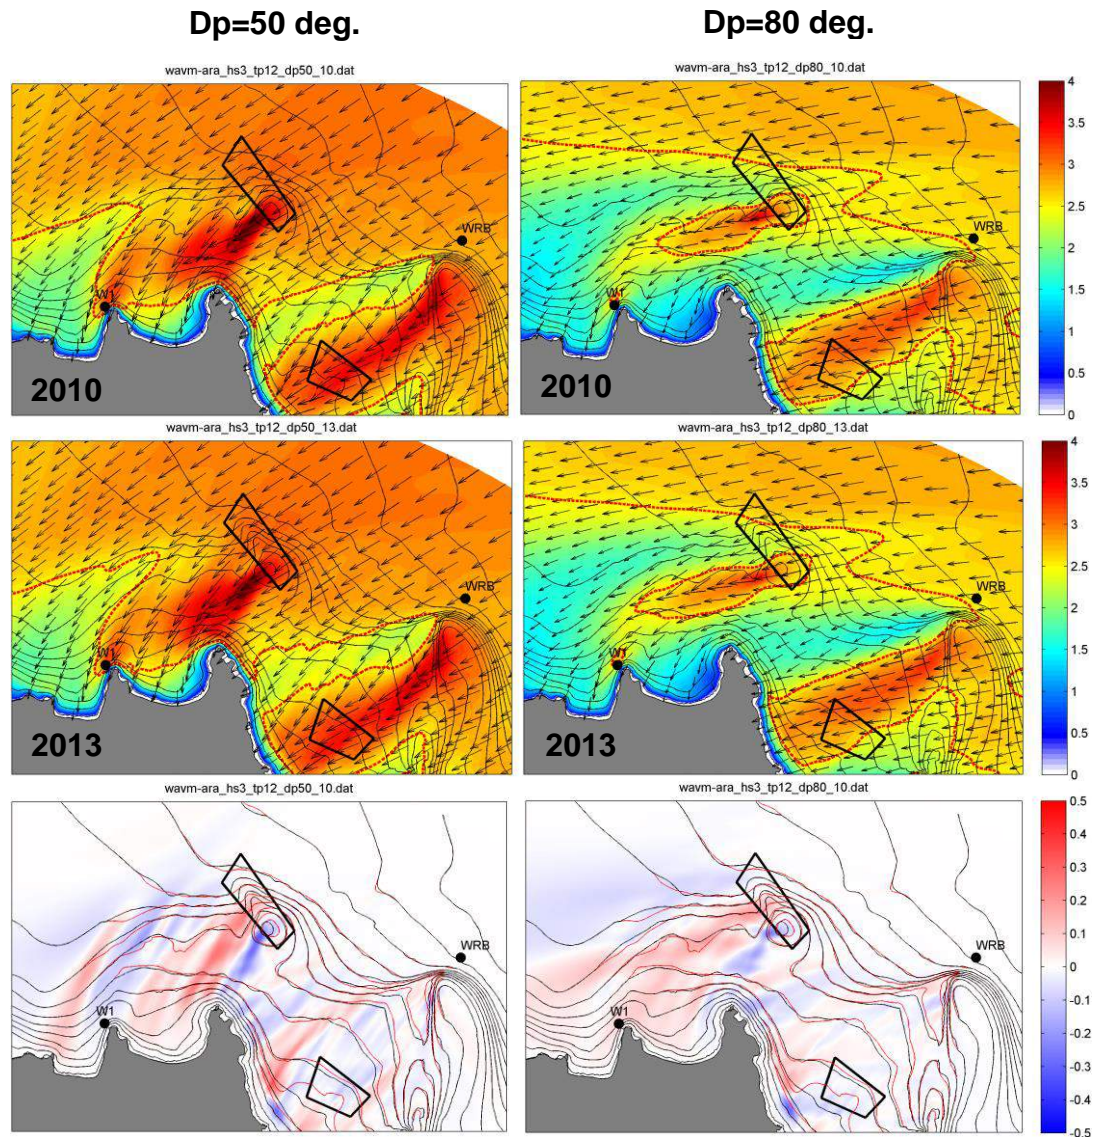 Dp=50 deg.
Dp=80 deg.
wavm-ara_hs3_tp12_dp50_10.dat
wavm-ara_hs3_tp12_dp80_10.dat
WRB
W1
2010
WRB
W1
2010
4
3.5
3
2.5
2
1.5
1
0.5
0
wavm-ara_hs3_tp12_dp50_13.dat
wavm-ara_hs3_tp12_dp80_13.dat
WRB
W1
2013
WRB
W1
2013
4
3.5
3
2.5
2
1.5
1
0.5
0
wavm-ara_hs3_tp12_dp50_10.dat
wavm-ara_hs3_tp12_dp80_10.dat
WRB
W1
WRB
W1
0.5
0.4
0.3
0.2
0.1
0
-0.1
-0.2
-0.3
-0.4
-0.5